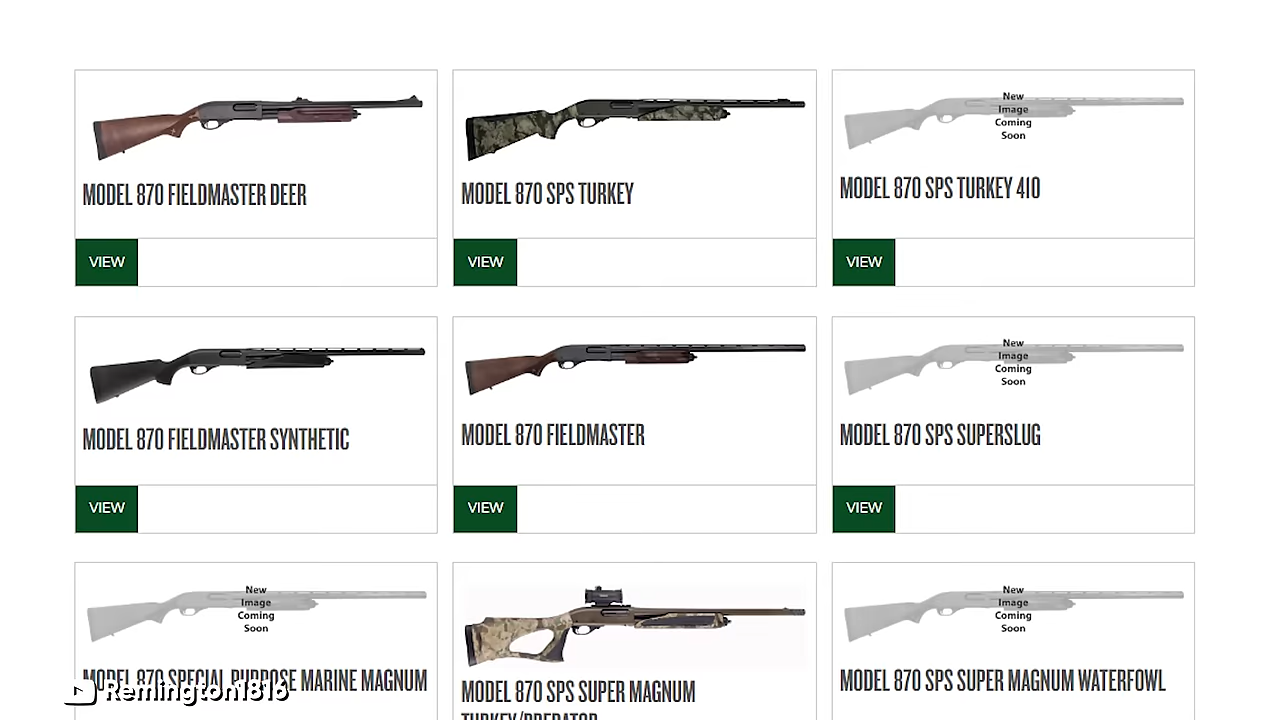 New
Image
Coming
Soon
MODEL 870 FIELDMASTER DEER
MODEL 870 SPS TURKEY
MODEL 870 SPS TURKEY 410
VIEW
VIEW
VIEW
New
Image
Coming
Soon
MODEL 870 FIELDMASTER SYNTHETIC
MODEL 870 FIELDMASTER
MODEL 870 SPS SUPERSLUG
VIEW
VIEW
VIEW
New
Image
Coming
Soon
New
Image
Coming
Soon
MODEL 870 SPECIAL PURPOSE MARINE MAGNUM
MODEL 870 SPS SUPER MAGNUM
TURKEY/PREDATOR
MODEL 870 SPS SUPER MAGNUM WATERFOWL
Remington1816